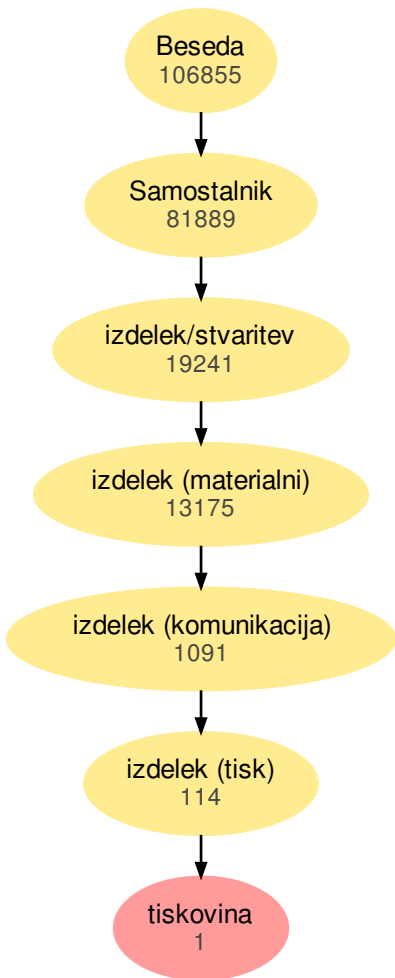 Beseda
106855
Samostalnik
81889
izdelek/stvaritev
19241
izdelek (materialni)
13175
izdelek (komunikacija)
1091
izdelek (tisk)
114
tiskovina
1